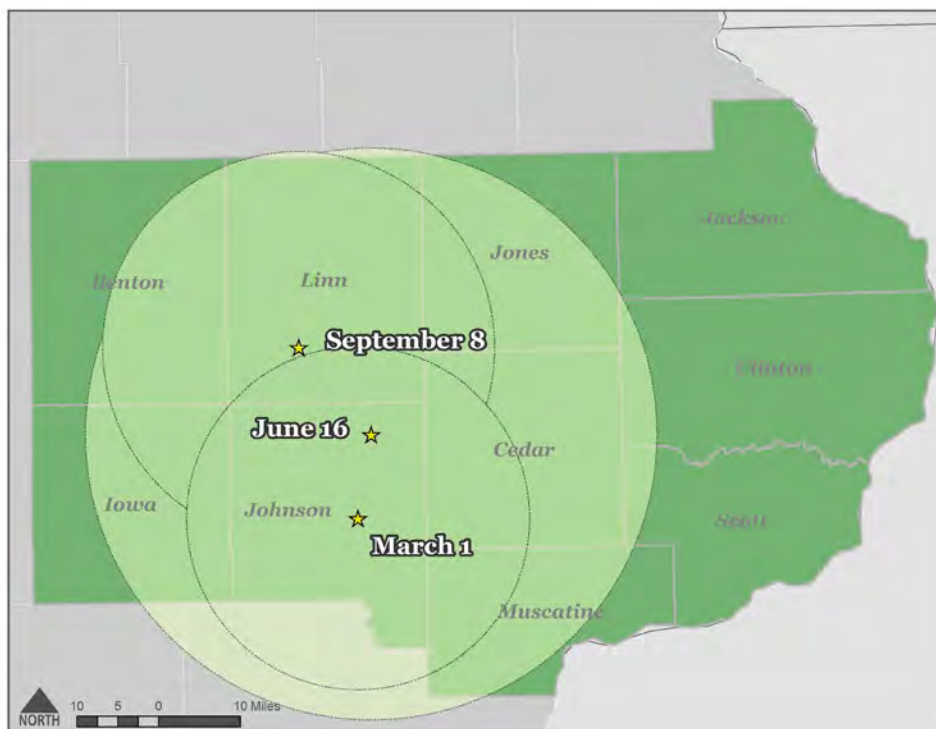 Jackson
Jones
Benton
Linn
September 8
Clinton
June 16
Cedar
Iowa
Johnson
Scott
March 1
Muscatine
NORTH
10 5 0 10 Miles